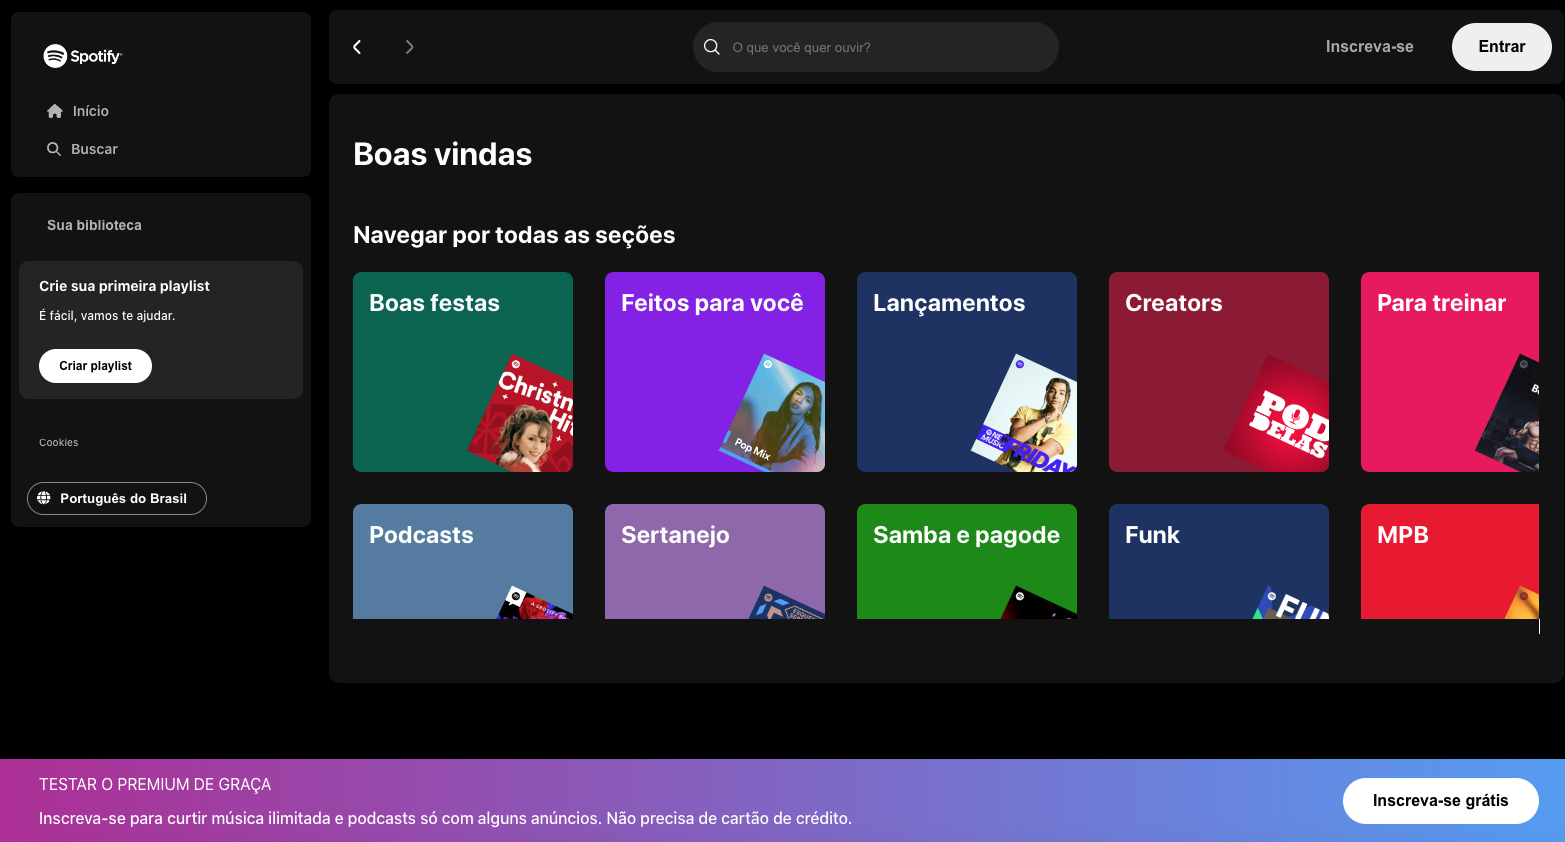 Spotify
Início
Buscar
Sua biblioteca
Crie sua primeira playlist
É fácil, vamos te ajudar.
Criar playlist
Cookies
Português do Brasil
O que você quer ouvir?
Inscreva-se
Entrar
Boas vindas
Navegar por todas as seções
Boas festas
Feitos para você
Lançamentos
Creators
Para treinar
Pop Mix
MUSIC
FRIDAY
POD
DELAS
Podcasts
Sertanejo
Samba e pagode
Funk
MPB
TESTAR O PREMIUM DE GRAÇA
Inscreva-se para curtir música ilimitada e podcasts só com alguns anúncios. Não precisa de cartão de crédito.
Inscreva-se grátis